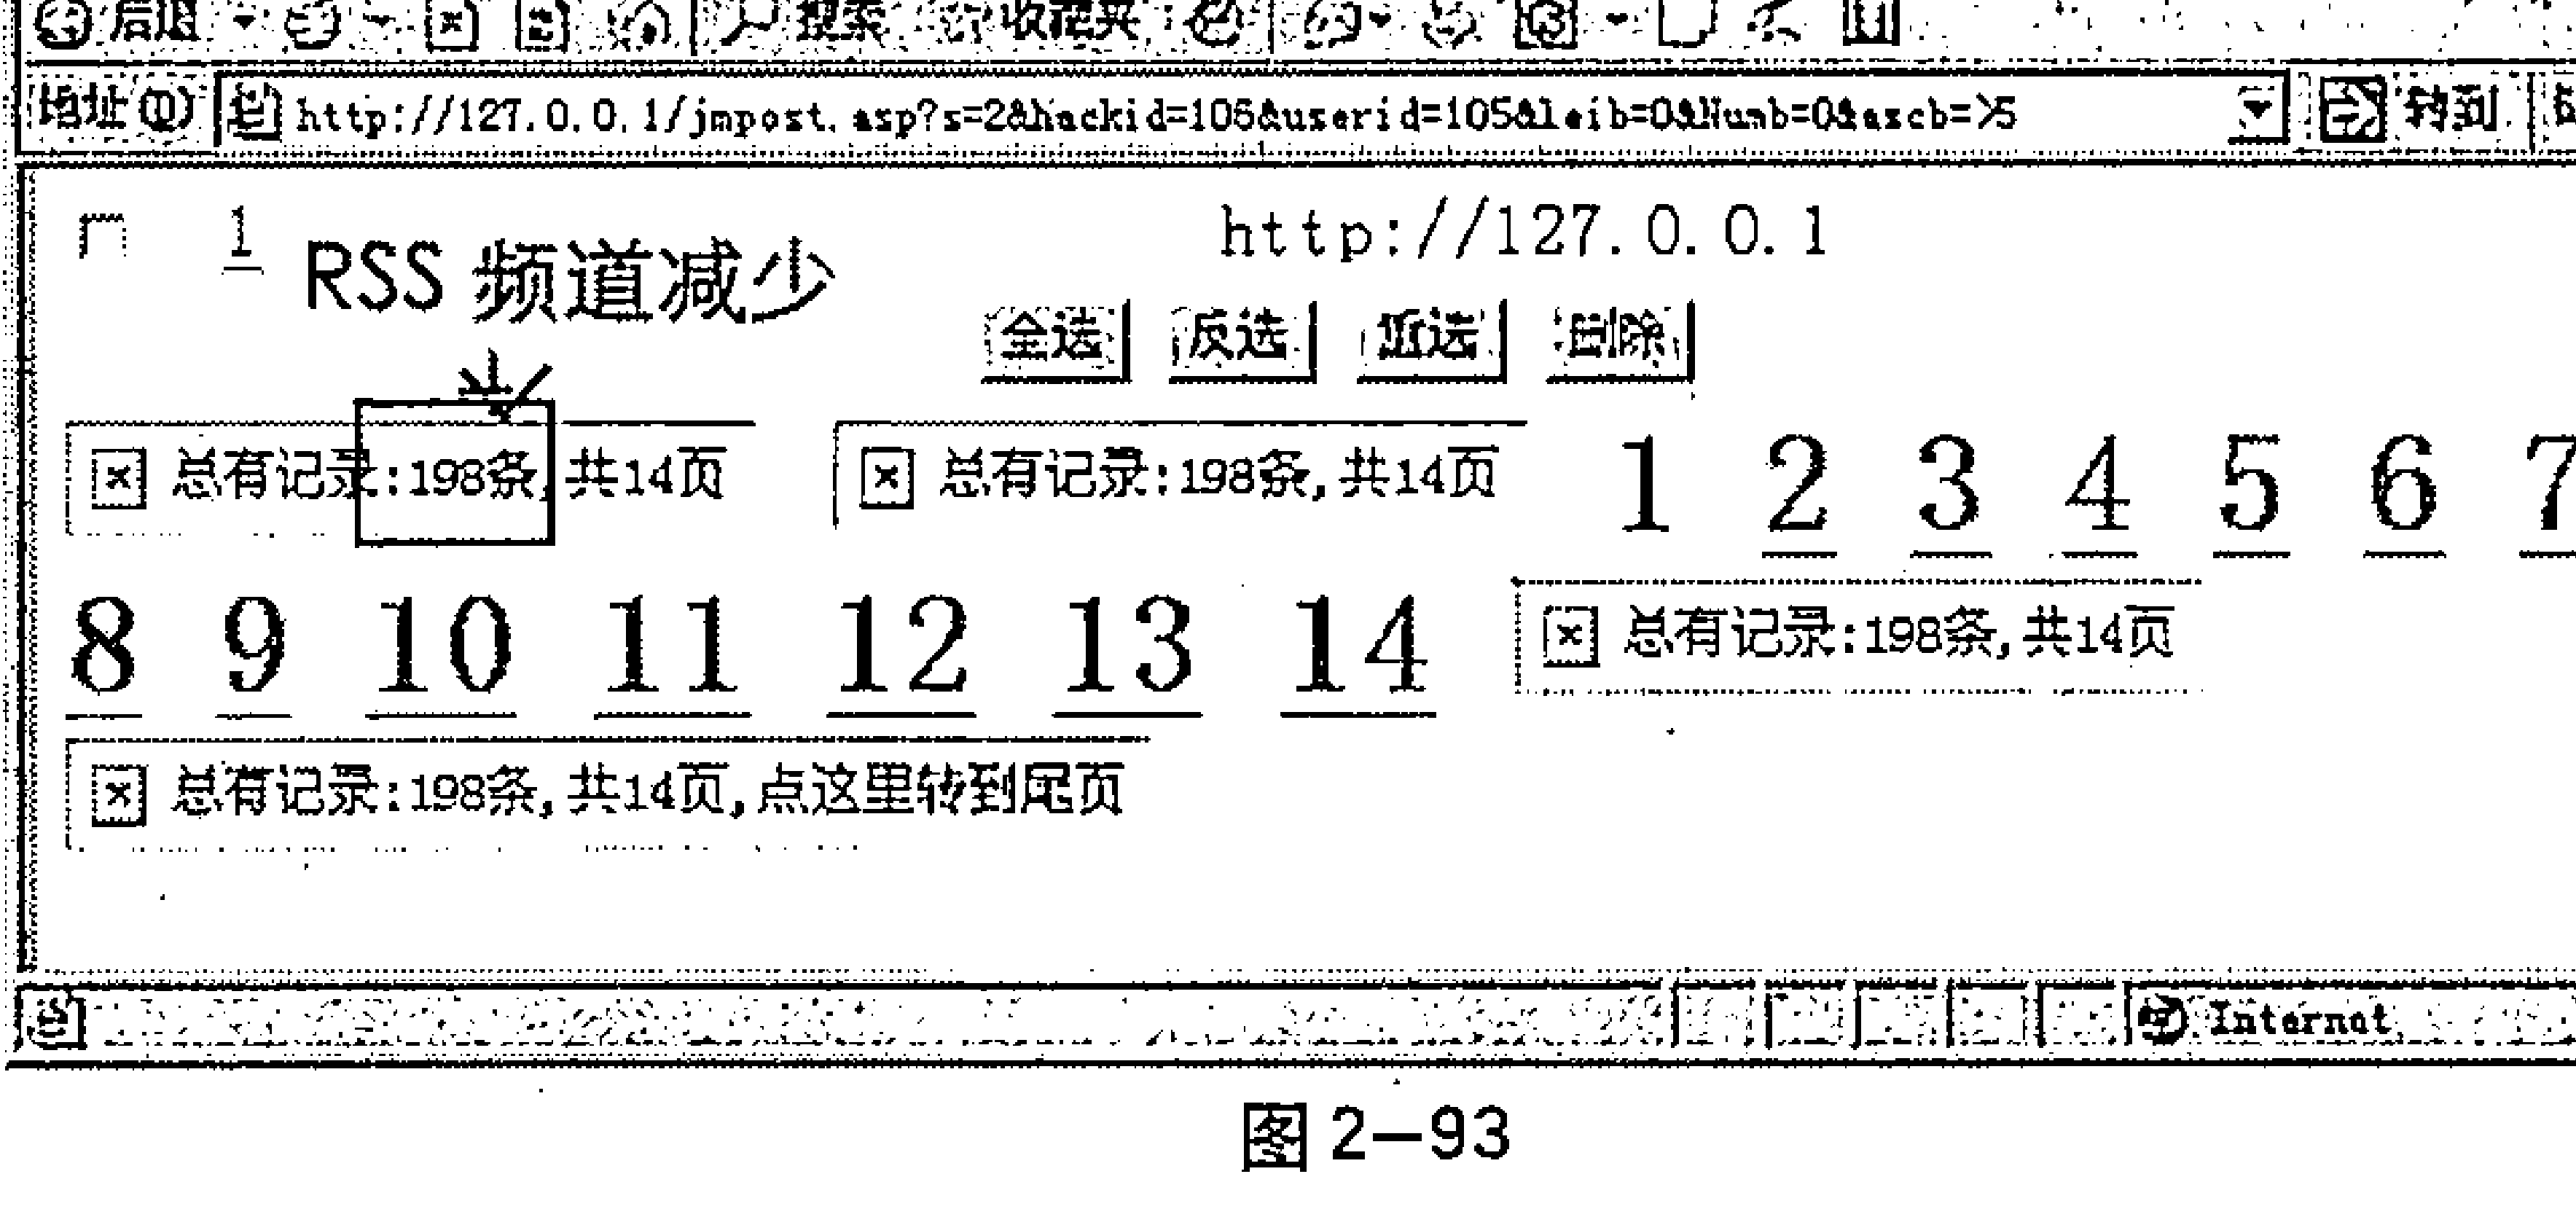 后退 搜索 收藏夹
地址(D) http://127.0.0.1/jmpost.asp?s=2&hackid=105&userid=105&leib=0&Numb=0&ascb=>5 转到
1 RSS 频道减少 http://127.0.0.1
全选 反选 重选 删除
总有记录:198条,共14页 总有记录:198条,共14页 1 2 3 4 5 6 7
8 9 10 11 12 13 14 总有记录:198条,共14页
总有记录:198条,共14页,点这里转到尾页
Internet
图 2-93